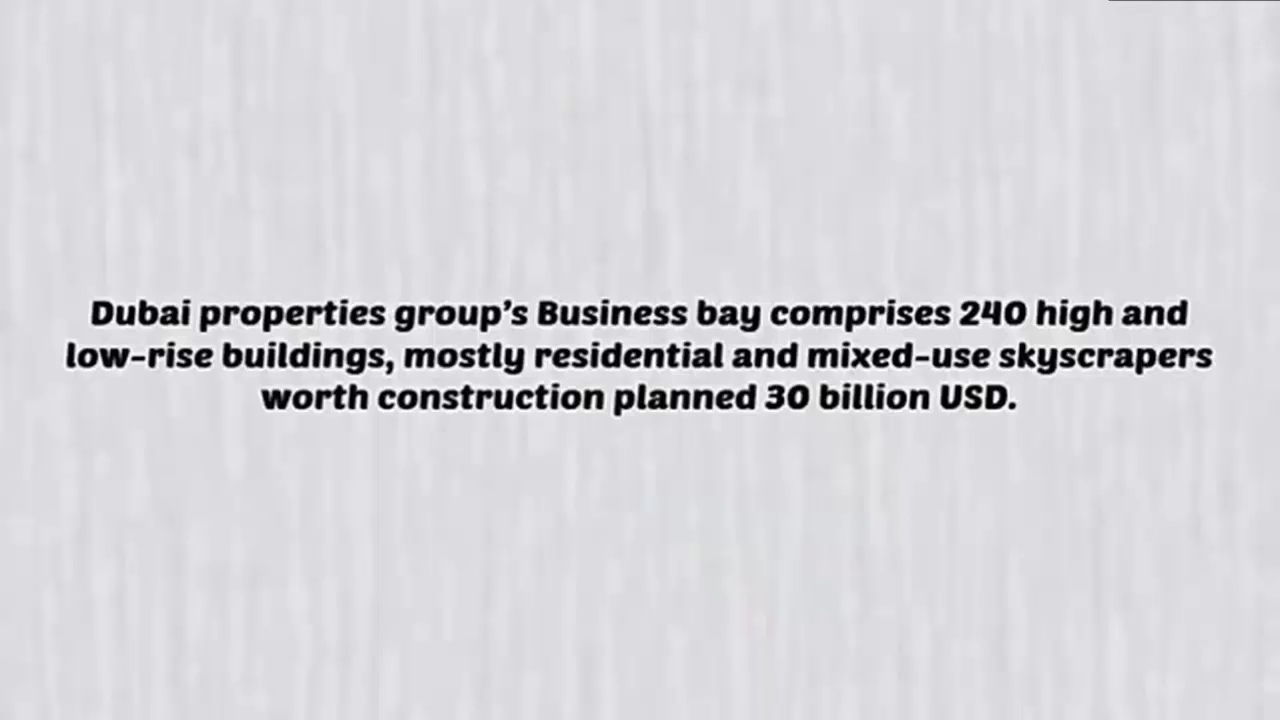 Dubai properties group's Business bay comprises 240 high and
low-rise buildings, mostly residential and mixed-use skyscrapers
worth construction planned 30 billion USD.